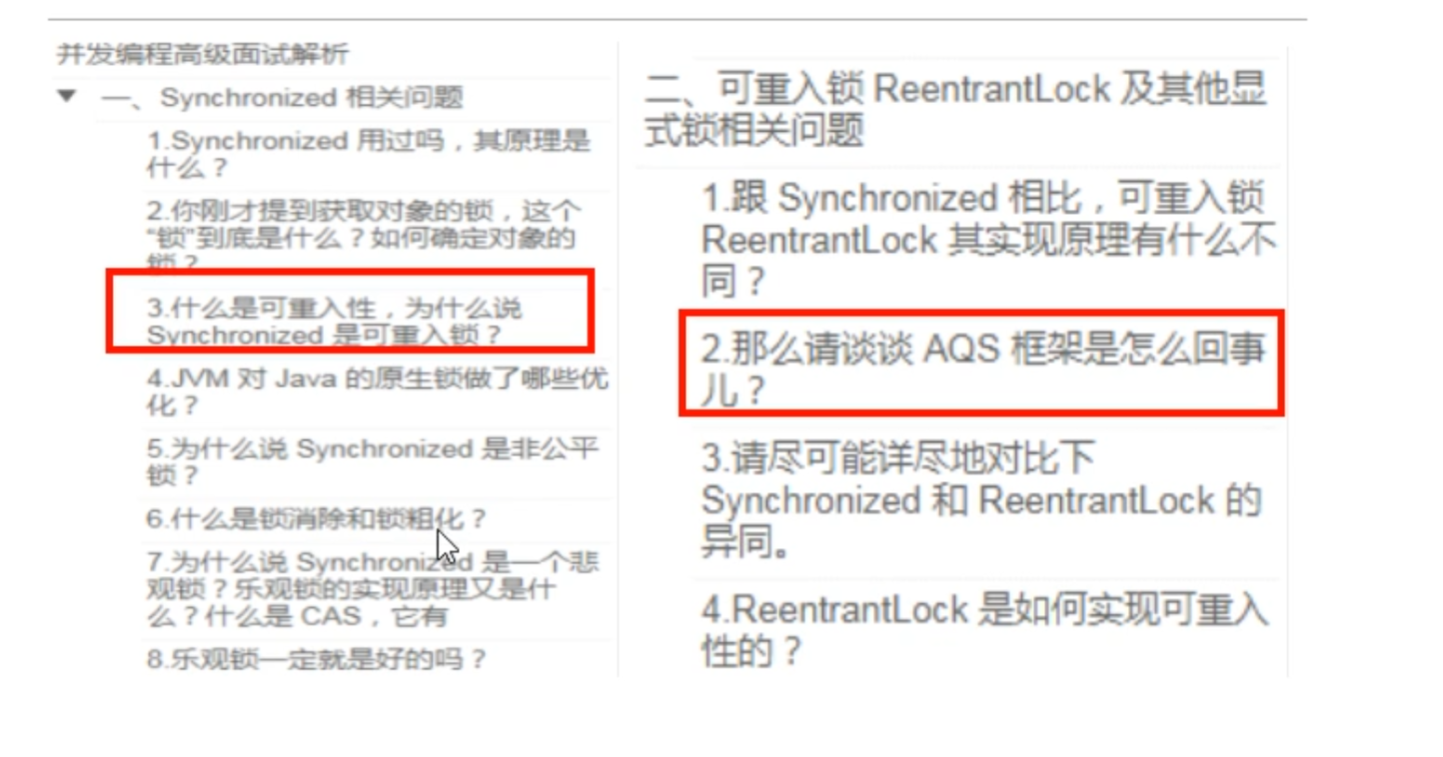 并发编程高级面试解析
一、Synchronized 相关问题
1.Synchronized 用过吗，其原理是
什么？
2.你刚才提到获取对象的锁，这个
“锁”到底是什么？如何确定对象的
锁？
3.什么是可重入性，为什么说
Synchronized 是可重入锁？
4.JVM 对 Java 的原生锁做了哪些优
化？
5.为什么说 Synchronized 是非公平
锁？
6.什么是锁消除和锁粗化？
7.为什么说 Synchronized 是一个悲
观锁？乐观锁的实现原理又是什
么？什么是 CAS，它有
8.乐观锁一定就是好的吗？
二、可重入锁 ReentrantLock 及其他显
式锁相关问题
1.跟 Synchronized 相比，可重入锁
ReentrantLock 其实现原理有什么不
同？
2.那么请谈谈 AQS 框架是怎么回事
儿？
3.请尽可能详尽地对比下
Synchronized 和 ReentrantLock 的
异同。
4.ReentrantLock 是如何实现可重入
性的？